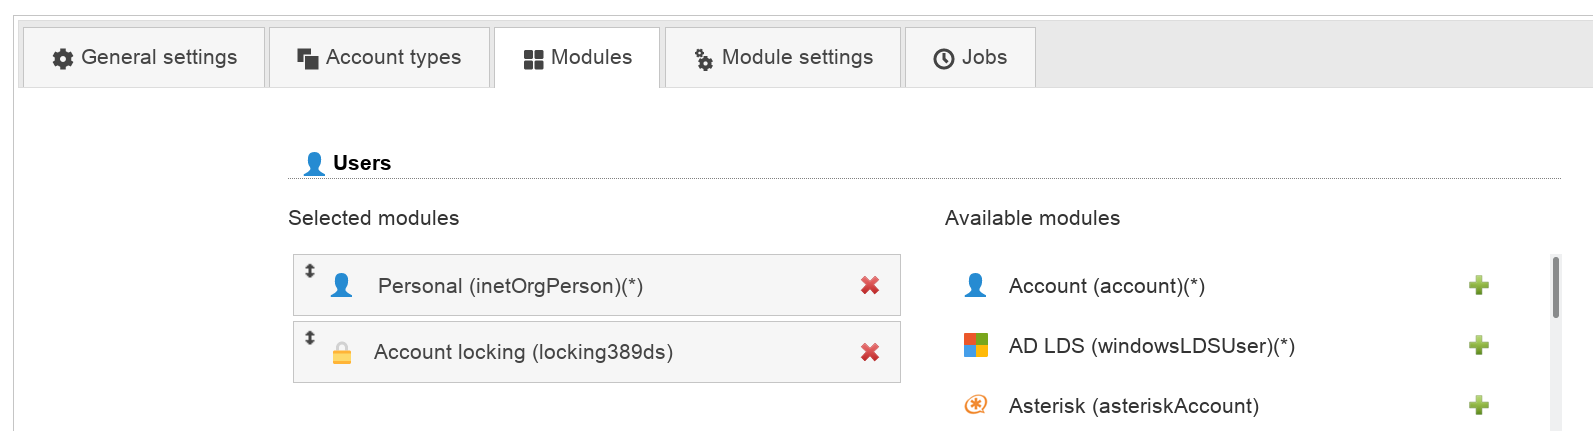 General settings
Account types
Modules
Module settings
Jobs
Users
Selected modules
Personal (inetOrgPerson)(*)
Account locking (locking389ds)
Available modules
Account (account)(*)
AD LDS (windowsLDSUser)(*)
Asterisk (asteriskAccount)